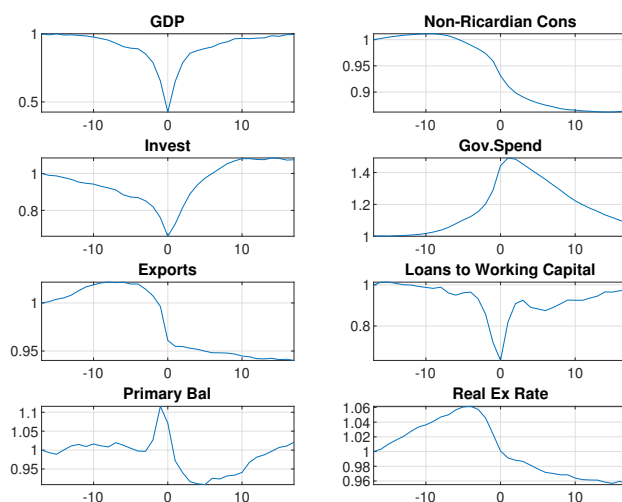 GDP
1
0.5
-10 0 10
Non-Ricardian Cons
1
0.95
0.9
-10 0 10
Invest
1
0.8
-10 0 10
Gov.Spend
1.4
1.2
1
-10 0 10
Exports
1
0.95
-10 0 10
Loans to Working Capital
1
0.8
-10 0 10
Primary Bal
1.1
1.05
1
0.95
-10 0 10
Real Ex Rate
1.06
1.04
1.02
1
0.98
0.96
-10 0 10